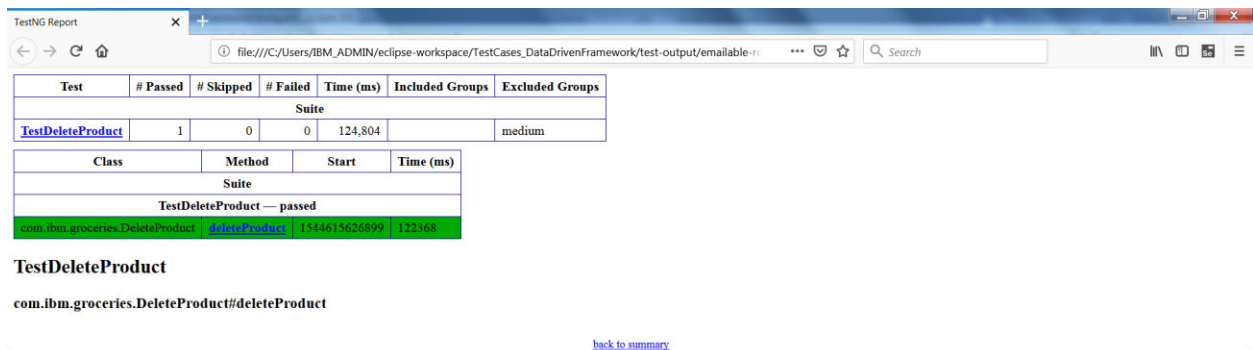 TestNG Report
file:///C:/Users/IBM_ADMIN/eclipse-workspace/TestCases_DataDrivenFramework/test-output/emailable-re
Search
Test # Passed # Skipped # Failed Time (ms) Included Groups Excluded Groups
Suite
TestDeleteProduct 1 0 0 124,804 medium
Class Method Start Time (ms)
Suite
TestDeleteProduct — passed
com.ibm.groceries.DeleteProduct deleteProduct 1544615626899 122368
TestDeleteProduct
com.ibm.groceries.DeleteProduct#deleteProduct
back to summary